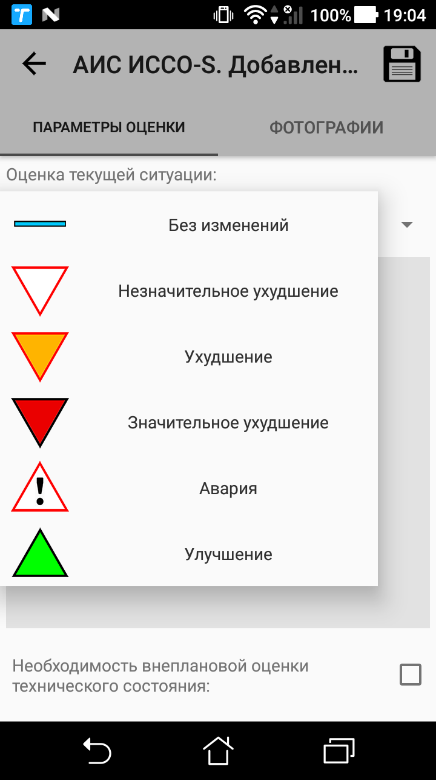 100% 19:04
АИС ИССО-S. Добавлен...
ПАРАМЕТРЫ ОЦЕНКИ ФОТОГРАФИИ
Оценка текущей ситуации:
Без изменений
Незначительное ухудшение
Ухудшение
Значительное ухудшение
!
Авария
Улучшение
Необходимость внеплановой оценки
технического состояния: